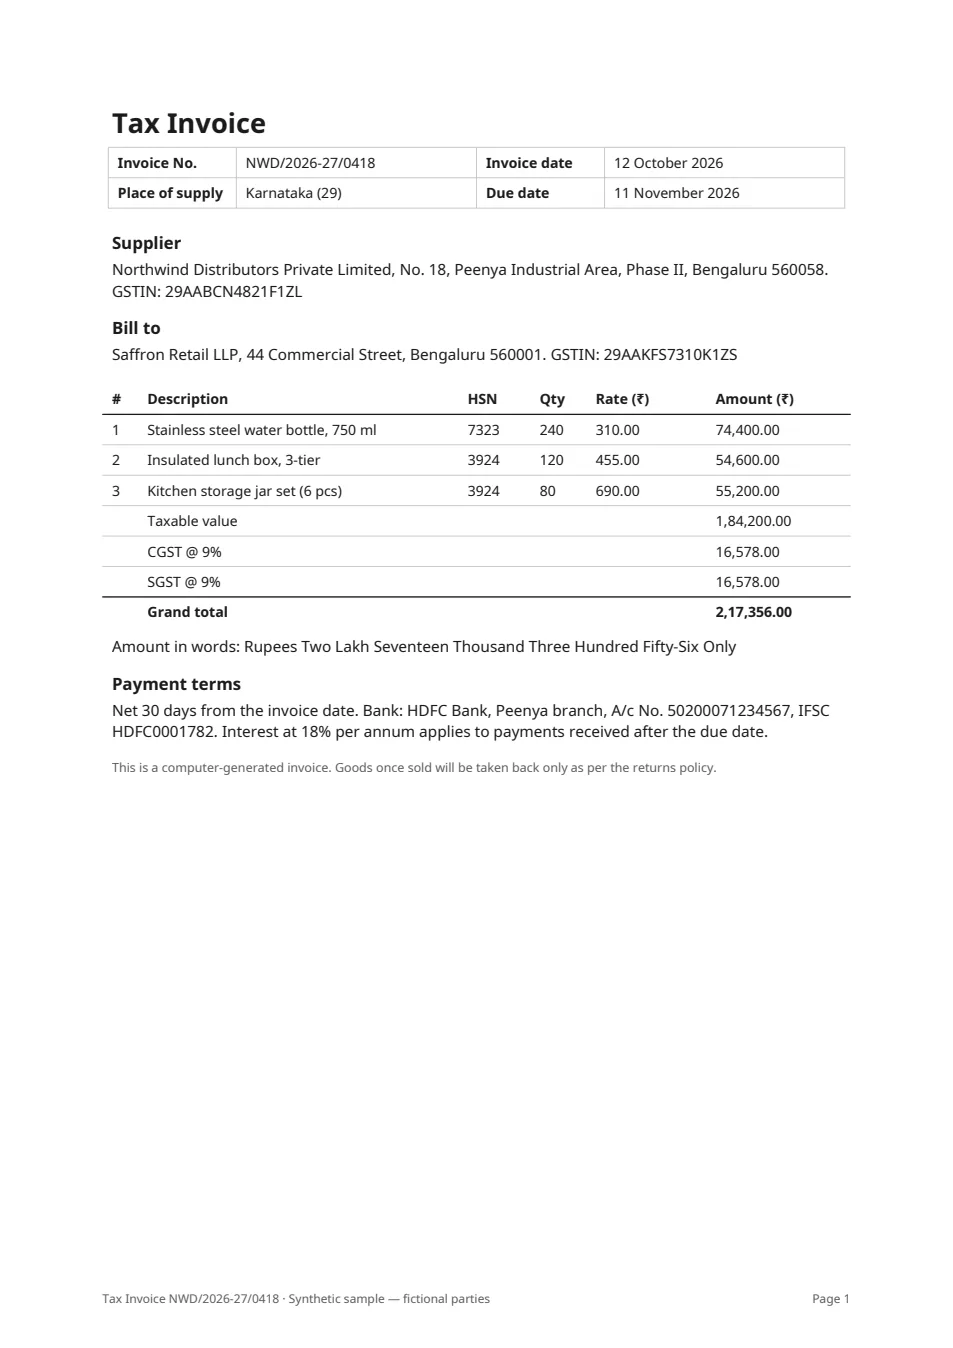 Tax Invoice
Invoice No. NWD/2026-27/0418 Invoice date 12 October 2026
Place of supply Karnataka (29) Due date 11 November 2026
Supplier
Northwind Distributors Private Limited, No. 18, Peenya Industrial Area, Phase II, Bengaluru 560058.
GSTIN: 29AABCN4821F1ZL
Bill to
Saffron Retail LLP, 44 Commercial Street, Bengaluru 560001. GSTIN: 29AAKFS7310K1ZS
# Description HSN Qty Rate (₹) Amount (₹)
1 Stainless steel water bottle, 750 ml 7323 240 310.00 74,400.00
2 Insulated lunch box, 3-tier 3924 120 455.00 54,600.00
3 Kitchen storage jar set (6 pcs) 3924 80 690.00 55,200.00
Taxable value 1,84,200.00
CGST @ 9% 16,578.00
SGST @ 9% 16,578.00
Grand total 2,17,356.00
Amount in words: Rupees Two Lakh Seventeen Thousand Three Hundred Fifty-Six Only
Payment terms
Net 30 days from the invoice date. Bank: HDFC Bank, Peenya branch, A/c No. 50200071234567, IFSC
HDFC0001782. Interest at 18% per annum applies to payments received after the due date.
This is a computer-generated invoice. Goods once sold will be taken back only as per the returns policy.
Tax Invoice NWD/2026-27/0418 · Synthetic sample — fictional parties Page 1